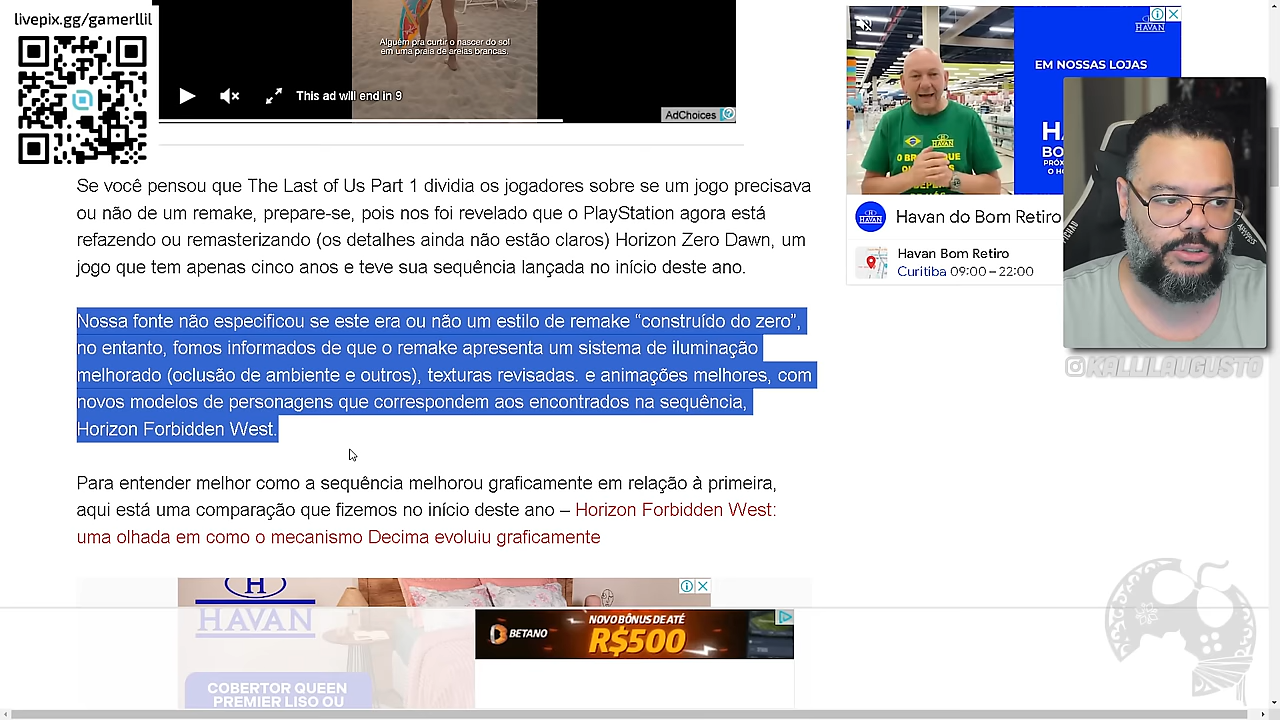 livepix.gg/gamerllil
Alguém pra curtir o nascer do sol
em uma praia de areias brancas
This ad will end in 9
AdChoices
HAVAN
EM NOSSAS LOJAS
HAVAN
O BRASIL QUE
Havan do Bom Retiro
Havan Bom Retiro
Curitiba 09:00 – 22:00
@KALLILAUGUSTO
Se você pensou que The Last of Us Part 1 dividia os jogadores sobre se um jogo precisava
ou não de um remake, prepare-se, pois nos foi revelado que o PlayStation agora está
refazendo ou remasterizando (os detalhes ainda não estão claros) Horizon Zero Dawn, um
jogo que tem apenas cinco anos e teve sua sequência lançada no início deste ano.
Nossa fonte não especificou se este era ou não um estilo de remake “construído do zero”,
no entanto, fomos informados de que o remake apresenta um sistema de iluminação
melhorado (oclusão de ambiente e outros), texturas revisadas. e animações melhores, com
novos modelos de personagens que correspondem aos encontrados na sequência,
Horizon Forbidden West.
Para entender melhor como a sequência melhorou graficamente em relação à primeira,
aqui está uma comparação que fizemos no início deste ano – Horizon Forbidden West:
uma olhada em como o mecanismo Decima evoluiu graficamente
H
HAVAN
COBERTOR QUEEN
PREMIER LISO OU
BETANO
NOVO BÔNUS DE ATÉ
R$500